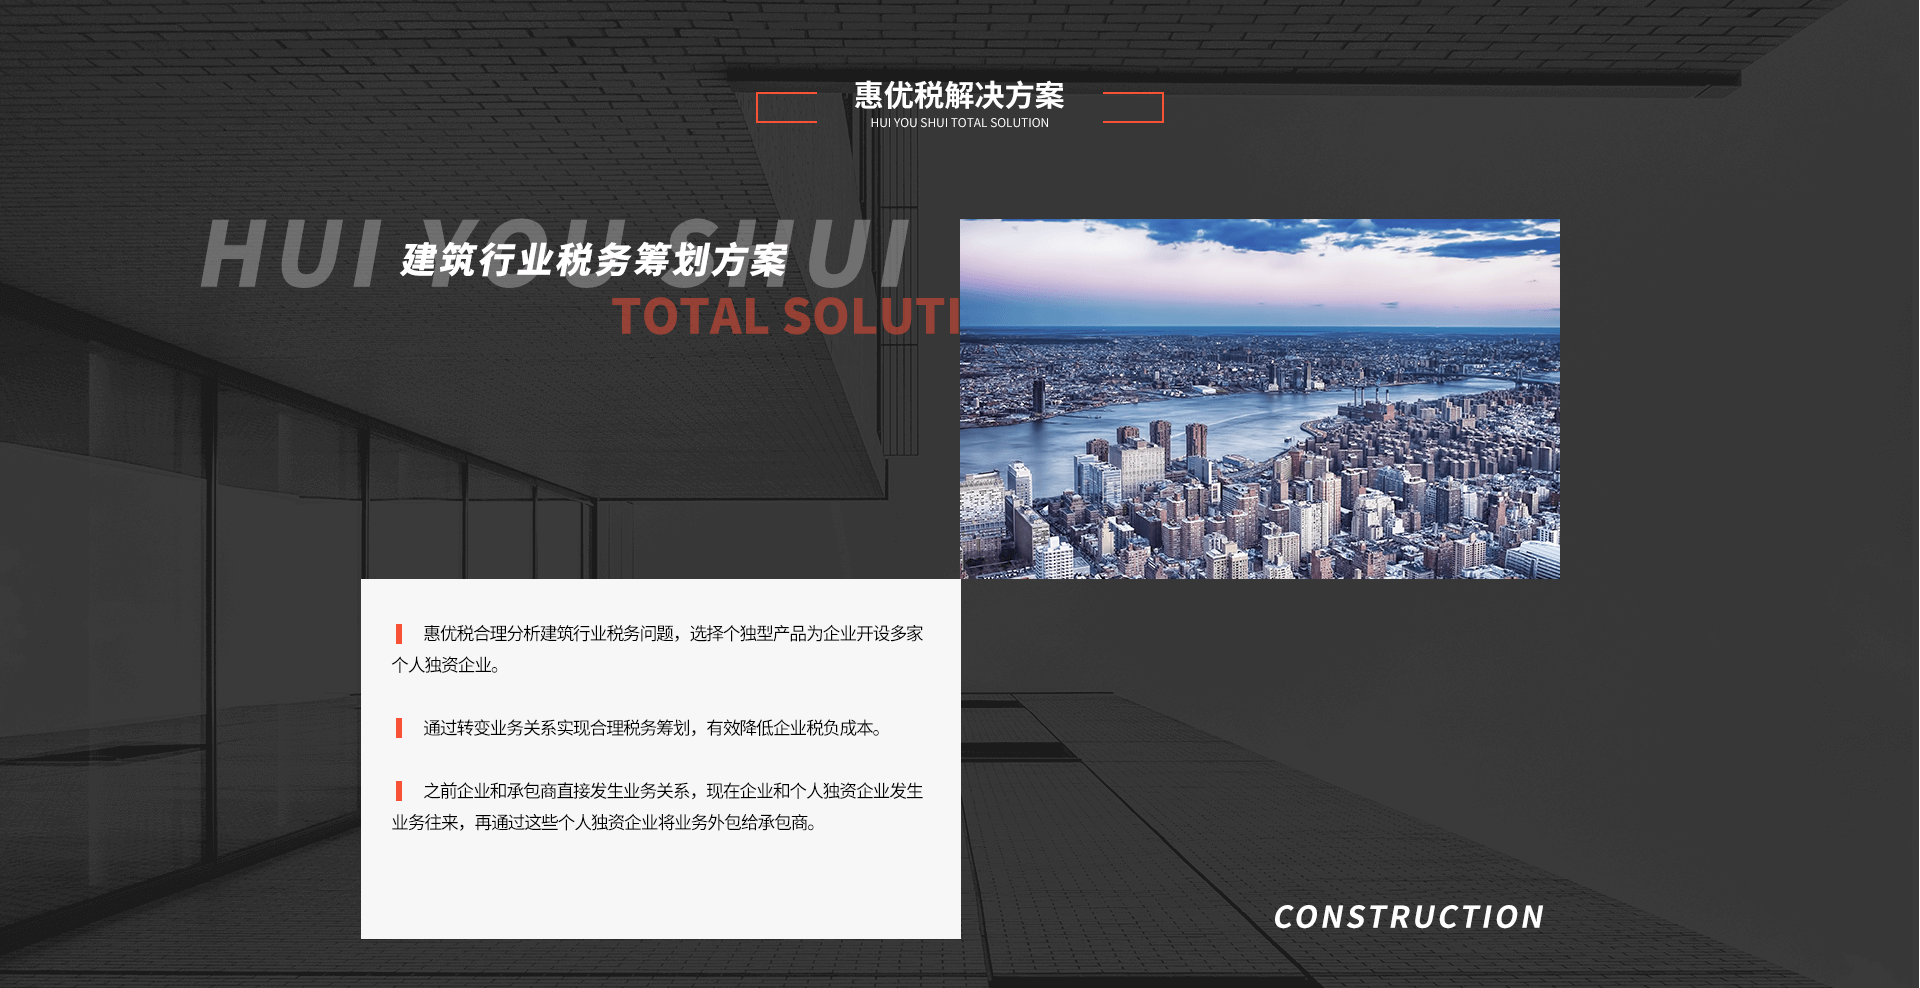 惠优税解决方案
HUI YOU SHUI TOTAL SOLUTION
HUI YOU SHUI
建筑行业税务筹划方案
TOTAL SOLUTI
惠优税合理分析建筑行业税务问题，选择个独型产品为企业开设多家
个人独资企业。
通过转变业务关系实现合理税务筹划，有效降低企业税负成本。
之前企业和承包商直接发生业务关系，现在企业和个人独资企业发生
业务往来，再通过这些个人独资企业将业务外包给承包商。
CONSTRUCTION